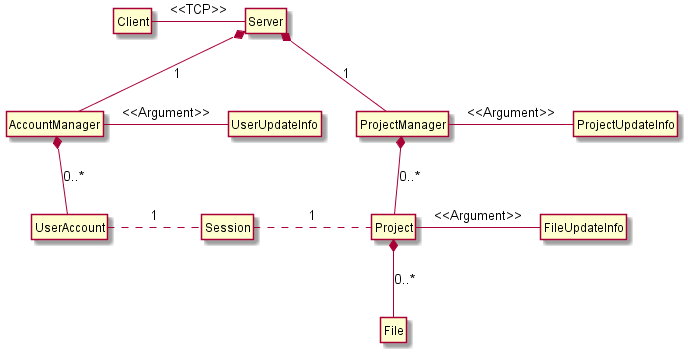 Client
<<TCP>>
Server
1
1
AccountManager
<<Argument>>
UserUpdateInfo
ProjectManager
<<Argument>>
ProjectUpdateInfo
0..*
0..*
UserAccount
1
Session
1
Project
<<Argument>>
FileUpdateInfo
0..*
File